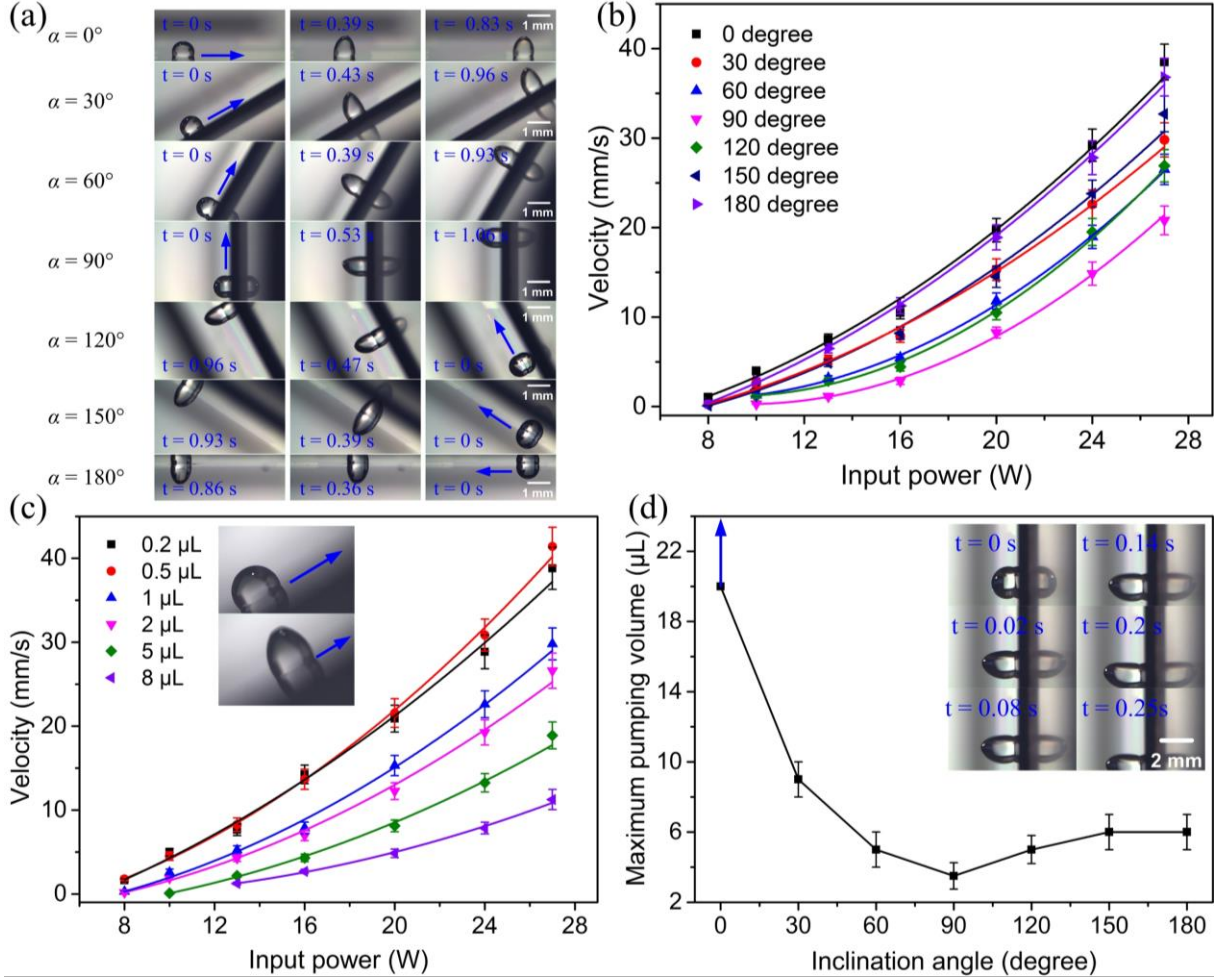 (a)
α = 0°
t = 0 s
t = 0.39 s
t = 0.83 s
1 mm
α = 30°
t = 0 s
t = 0.43 s
t = 0.96 s
1 mm
α = 60°
t = 0 s
t = 0.39 s
t = 0.93 s
1 mm
α = 90°
t = 0 s
t = 0.53 s
t = 1.06 s
1 mm
α = 120°
t = 0.96 s
t = 0.47 s
t = 0 s
1 mm
α = 150°
t = 0.93 s
t = 0.39 s
t = 0 s
1 mm
α = 180°
t = 0.86 s
t = 0.36 s
t = 0 s
1 mm
(b)
Velocity (mm/s)
40
30
20
10
0
0 degree
30 degree
60 degree
90 degree
120 degree
150 degree
180 degree
8 12 16 20 24 28
Input power (W)
(c)
Velocity (mm/s)
40
30
20
10
0
0.2 μL
0.5 μL
1 μL
2 μL
5 μL
8 μL
8 12 16 20 24 28
Input power (W)
(d)
Maximum pumping volume (μL)
22
18
14
10
6
2
t = 0 s
t = 0.14 s
t = 0.02 s
t = 0.2 s
t = 0.08 s
t = 0.25s
2 mm
0 30 60 90 120 150 180
Inclination angle (degree)